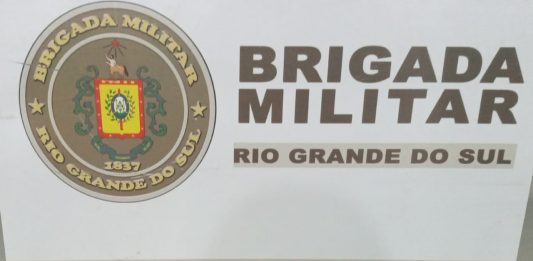 BRIGADA MILITAR
1837
RIO GRANDE DO SUL
BRIGADA
MILITAR
RIO GRANDE DO SUL